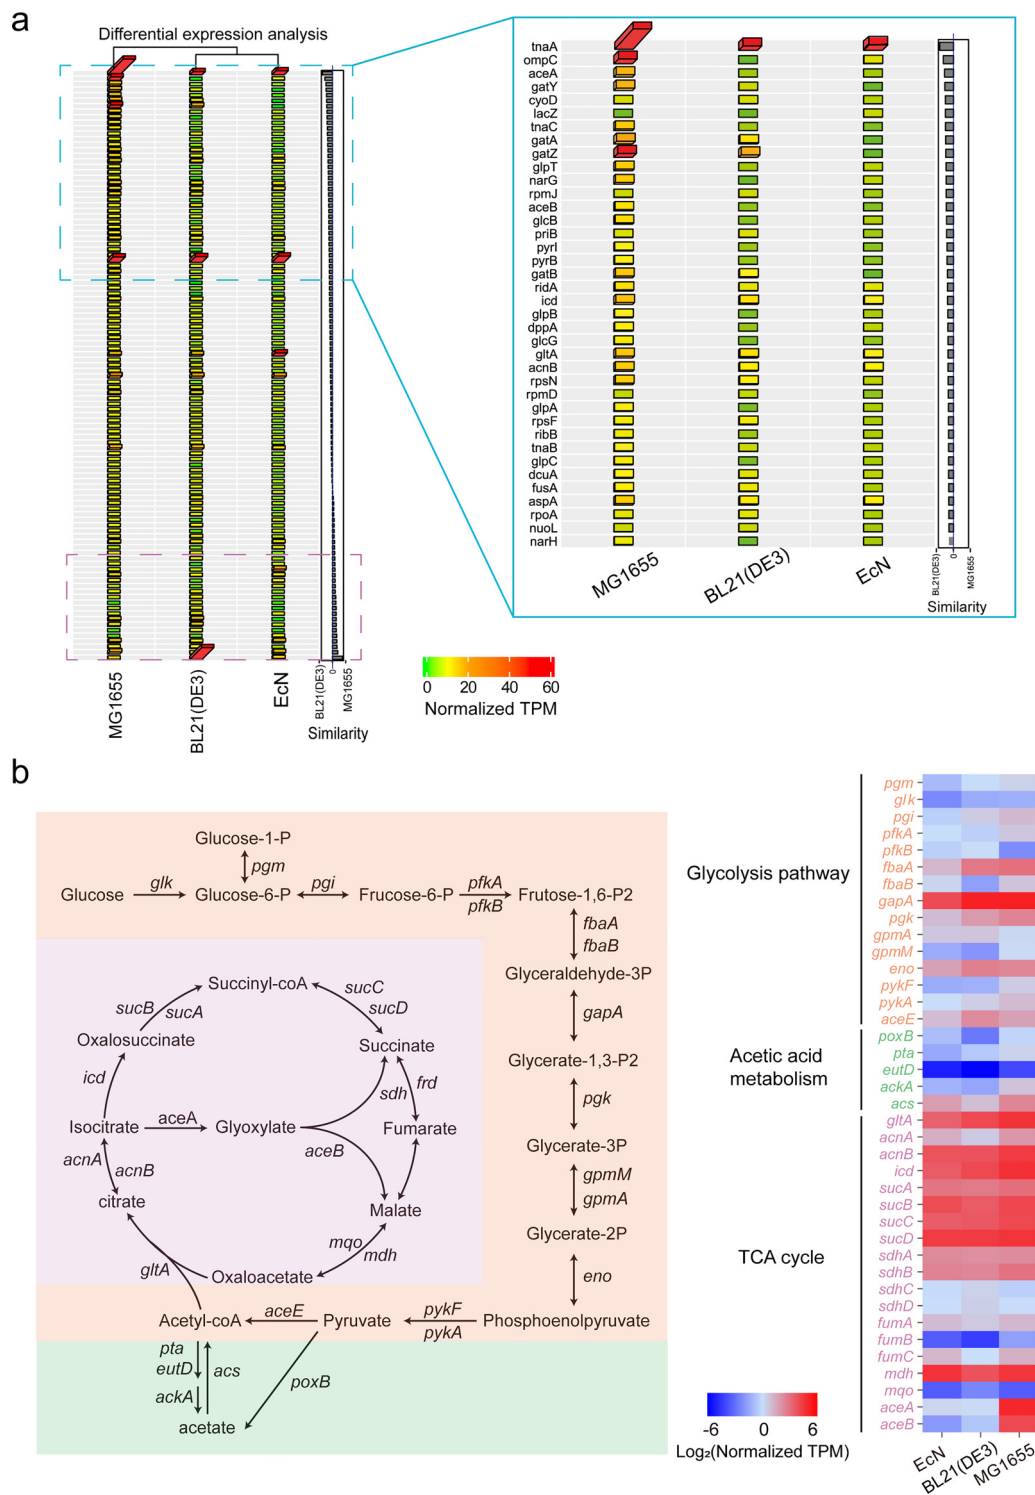 a
Differential expression analysis
MG1655
BL21(DE3)
EcN
BL21(DE3)
0
MG1655
Similarity
tnaA
ompC
aceA
gatY
cyoD
lacZ
tnaC
gatA
gatZ
glpT
narG
rpmJ
aceB
glcB
priB
pyrI
pyrB
gatB
ridA
icd
glpB
dppA
glcG
gltA
acnB
rpsN
rpmD
glpA
rpsF
ribB
tnaB
glpC
dcuA
fusA
aspA
rpoA
nuoL
narH
MG1655
BL21(DE3)
EcN
BL21(DE3)
0
MG1655
Similarity
0 20 40 60
Normalized TPM
b
Glucose-1-P
pgm
Glucose
glk
Glucose-6-P
pgi
Frucose-6-P
pfkA
pfkB
Frutose-1,6-P2
fbaA
fbaB
Glyceraldehyde-3P
gapA
Glycerate-1,3-P2
pgk
Glycerate-3P
gpmM
gpmA
Glycerate-2P
eno
Phosphoenolpyruvate
pykF
pykA
Pyruvate
aceE
Acetyl-coA
Succinyl-coA
sucB
sucA
sucC
sucD
Oxalosuccinate
Succinate
icd
sdh
frd
Isocitrate
aceA
Glyoxylate
Fumarate
aceB
acnA
acnB
citrate
Malate
mqo
mdh
gltA
Oxaloacetate
pta
eutD
acs
ackA
poxB
acetate
Glycolysis pathway
Acetic acid
metabolism
TCA cycle
pgm
glk
pgi
pfkA
pfkB
fbaA
fbaB
gapA
pgk
gpmA
gpmM
eno
pykF
pykA
aceE
poxB
pta
eutD
ackA
acs
gltA
acnA
acnB
icd
sucA
sucB
sucC
sucD
sdhA
sdhB
sdhC
sdhD
fumA
fumB
fumC
mdh
mqo
aceA
aceB
EcN
BL21(DE3)
MG1655
-6 0 6
Log₂(Normalized TPM)